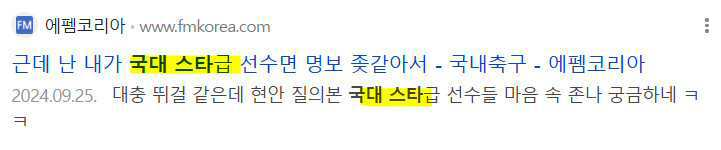 FM 에펨코리아 · www.fmkorea.com
근데 난 내가 국대 스타급 선수면 명보 좆같아서 - 국내축구 - 에펨코리아
2024.09.25. 대충 뛰걸 같은데 현안 질의본 국대 스타급 선수들 마음 속 존나 궁금하네 ㅋ
ㅋ